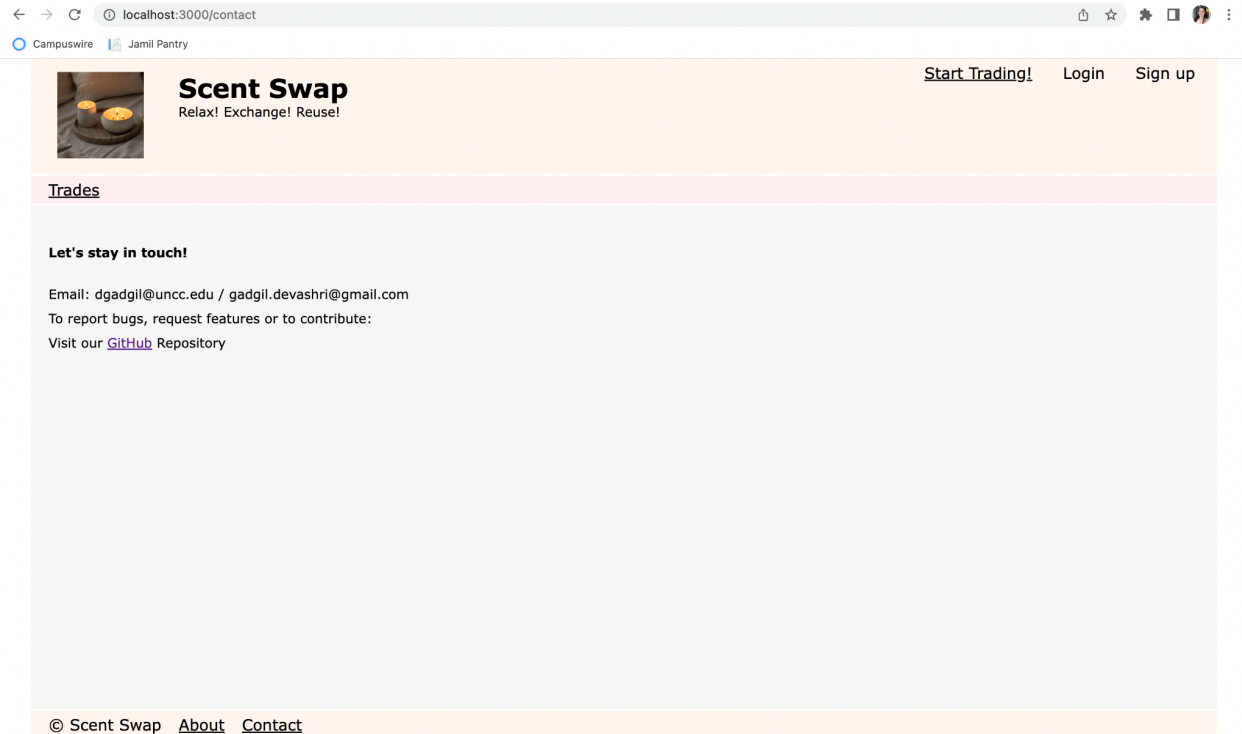 localhost:3000/contact
Campuswire Jamil Pantry
Start Trading! Login Sign up
Scent Swap
Relax! Exchange! Reuse!
Trades
Let's stay in touch!
Email: dgadgil@uncc.edu / gadgil.devashri@gmail.com
To report bugs, request features or to contribute:
Visit our GitHub Repository
© Scent Swap About Contact